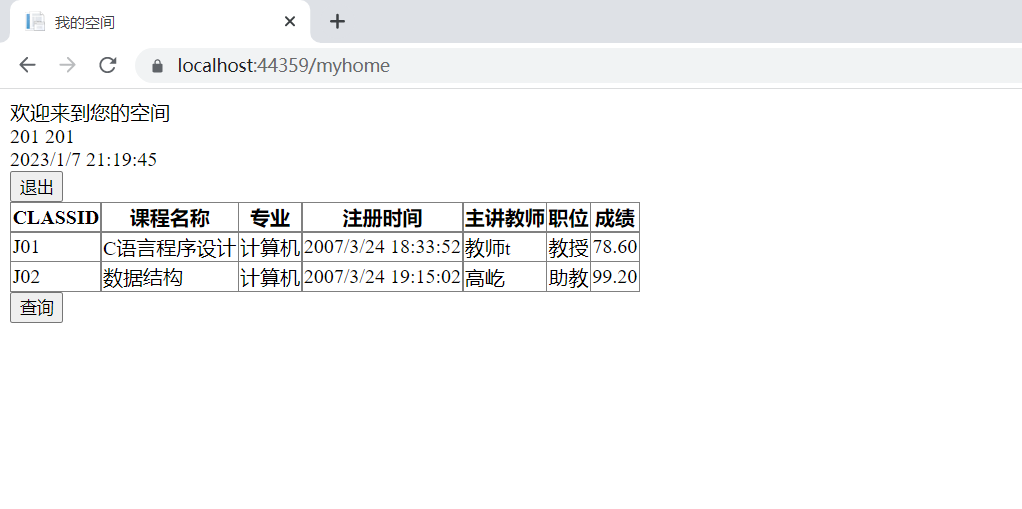 我的空间
localhost:44359/myhome
欢迎来到您的空间
201 201
2023/1/7 21:19:45
退出
CLASSID 课程名称 专业 注册时间 主讲教师 职位 成绩
J01 C语言程序设计 计算机 2007/3/24 18:33:52 教师t 教授 78.60
J02 数据结构 计算机 2007/3/24 19:15:02 高屹 助教 99.20
查询